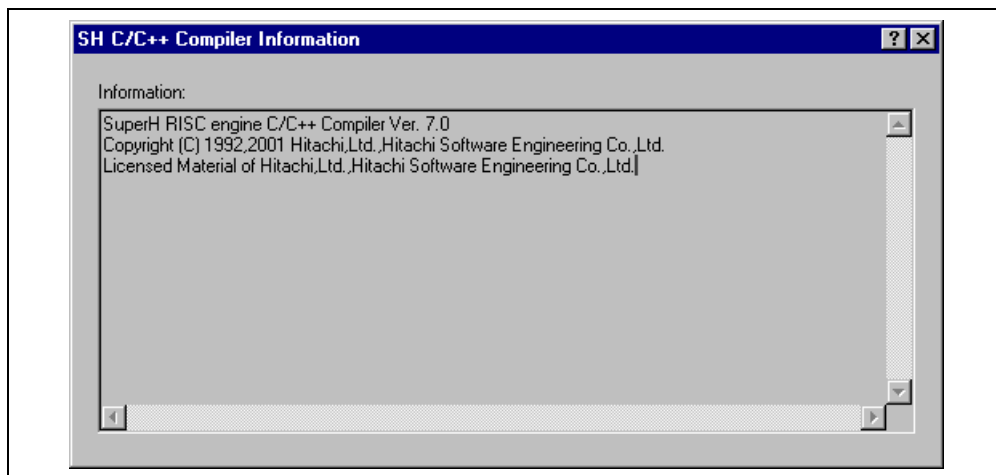 SH C/C++ Compiler Information
Information:
SuperH RISC engine C/C++ Compiler Ver. 7.0
Copyright (C) 1992,2001 Hitachi,Ltd.,Hitachi Software Engineering Co.,Ltd.
Licensed Material of Hitachi,Ltd.,Hitachi Software Engineering Co.,Ltd.